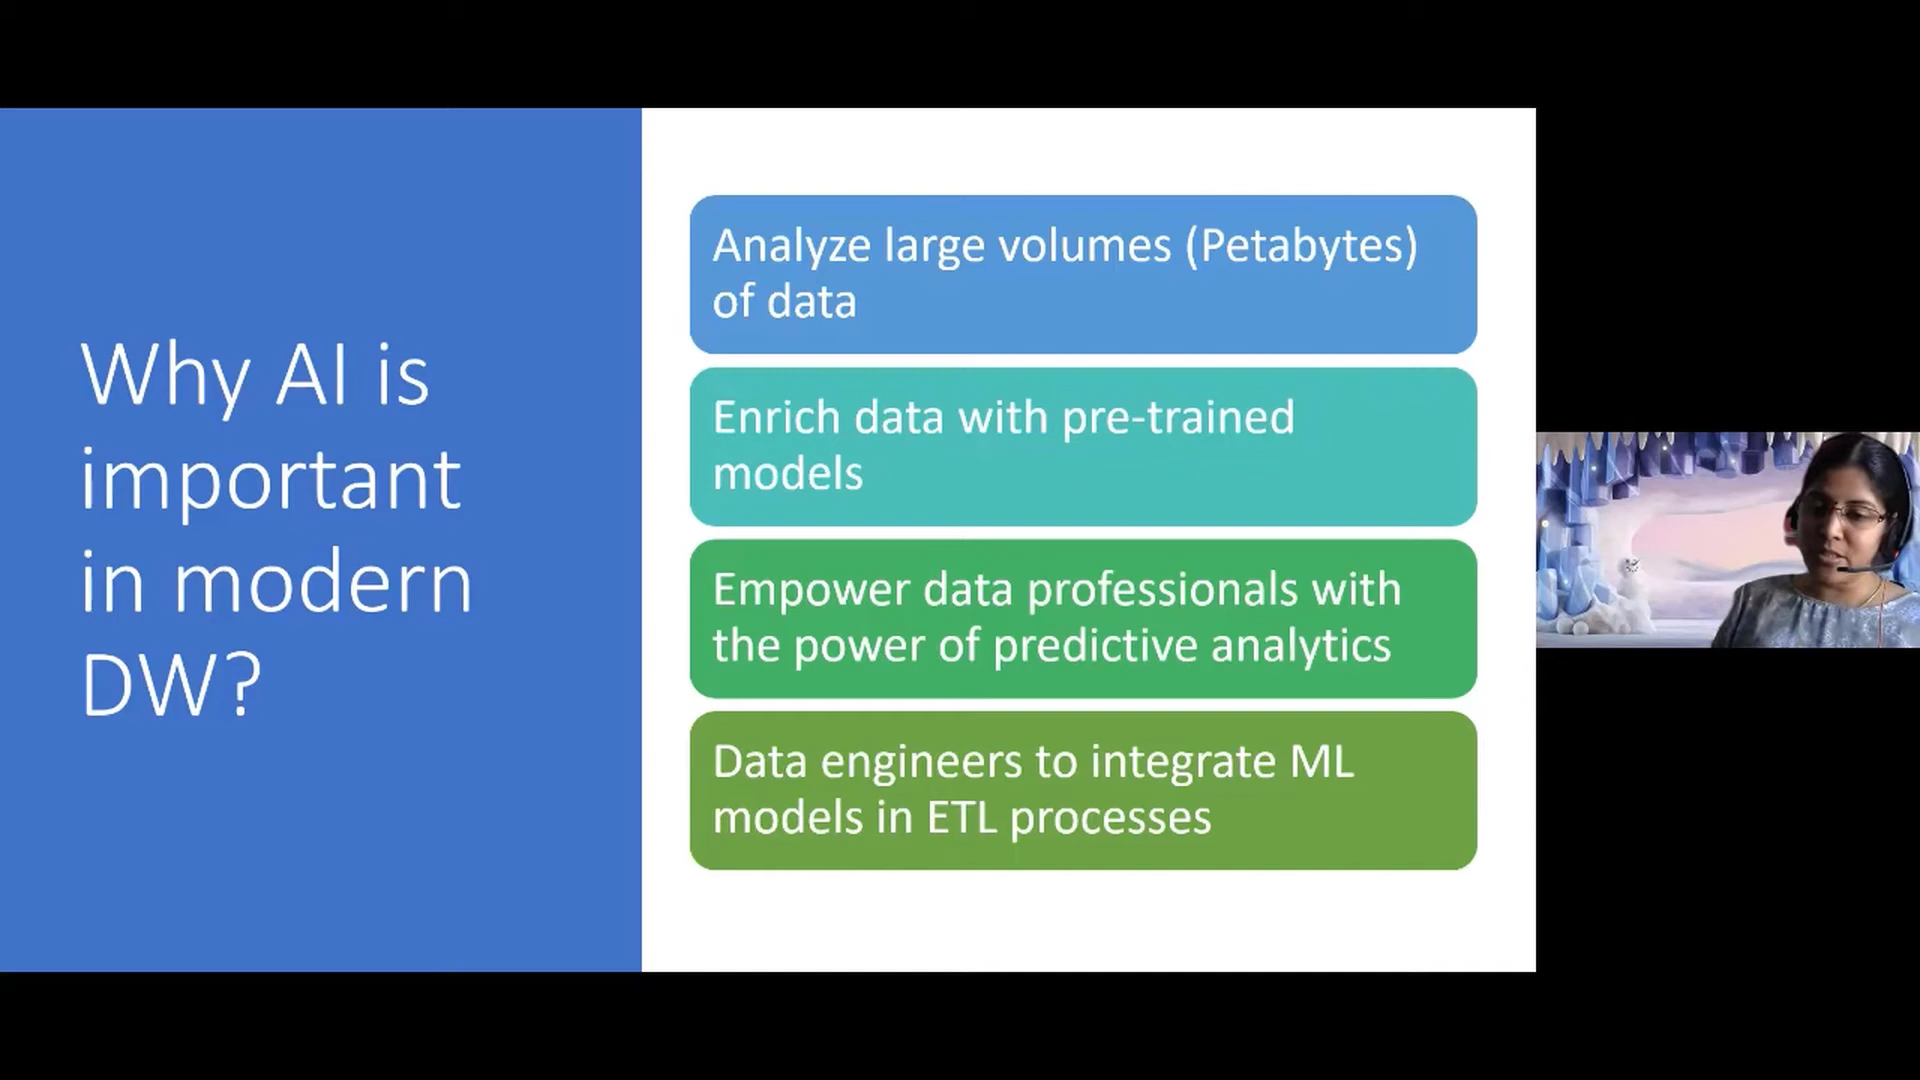 Why AI is
important
in modern
DW?
Analyze large volumes (Petabytes)
of data
Enrich data with pre-trained
models
Empower data professionals with
the power of predictive analytics
Data engineers to integrate ML
models in ETL processes